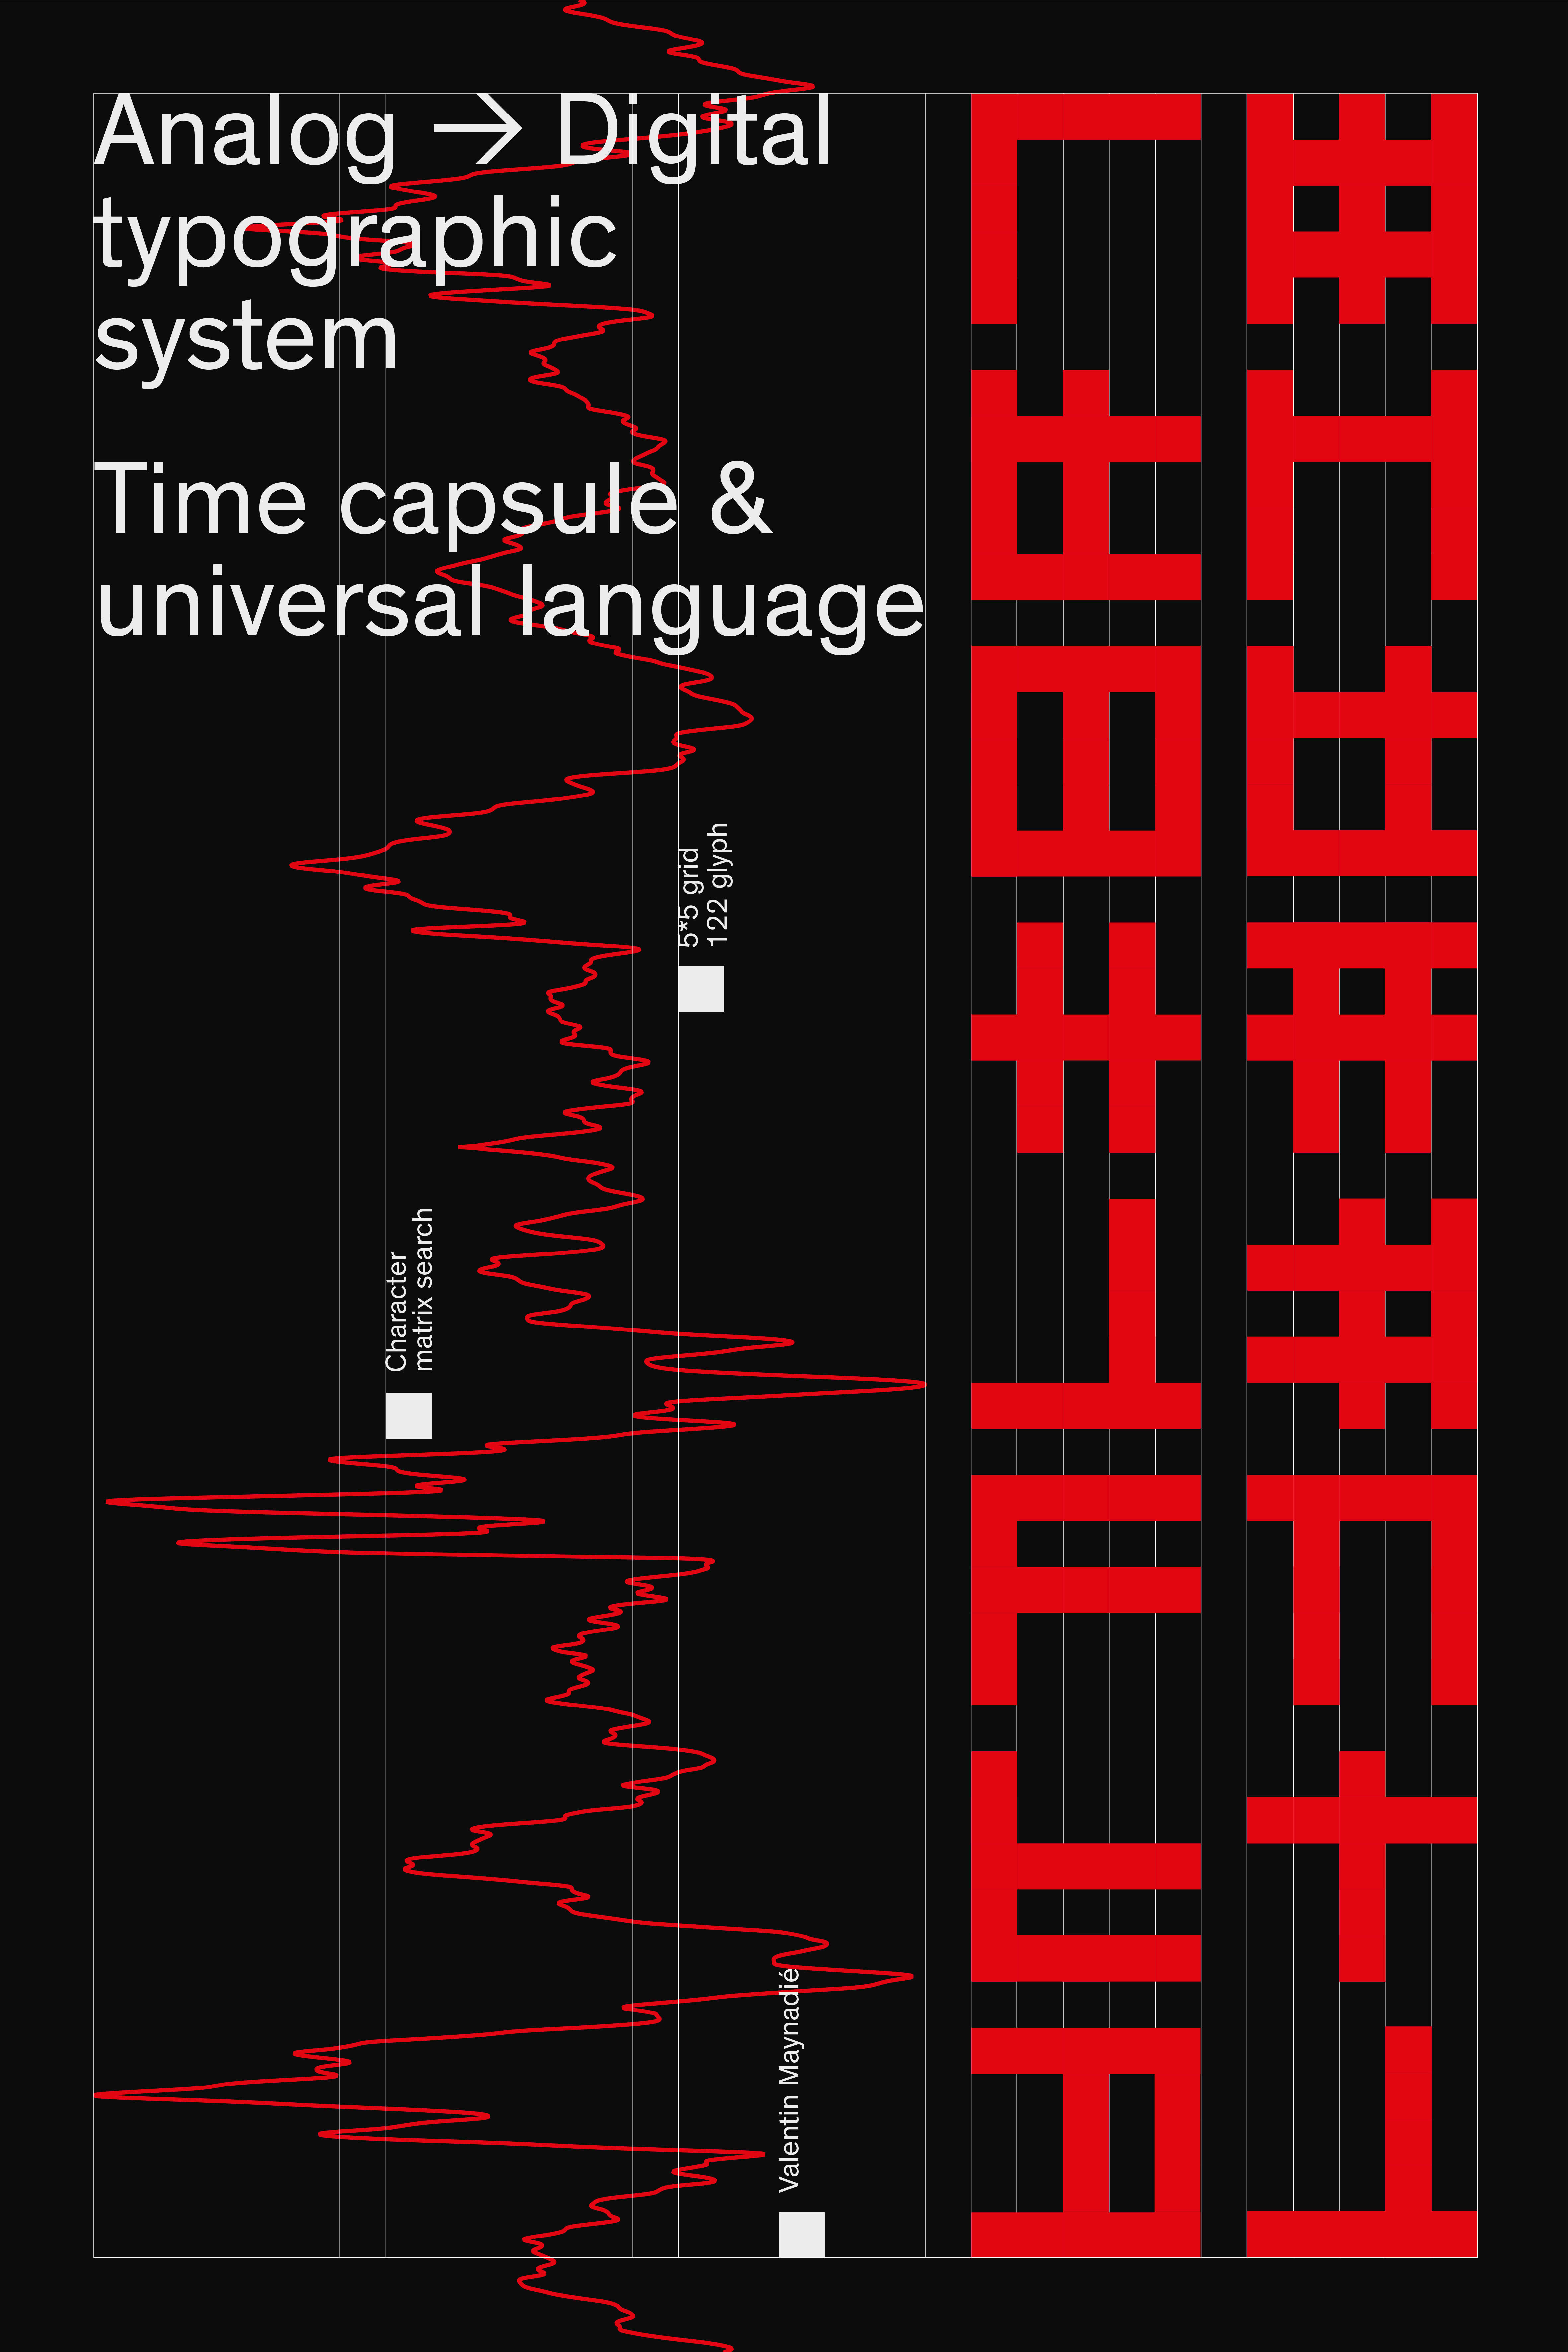 Analog → Digital
typographic
system
Time capsule &
universal language
5*5 grid
122 glyph
Character
matrix search
Valentin Maynadié